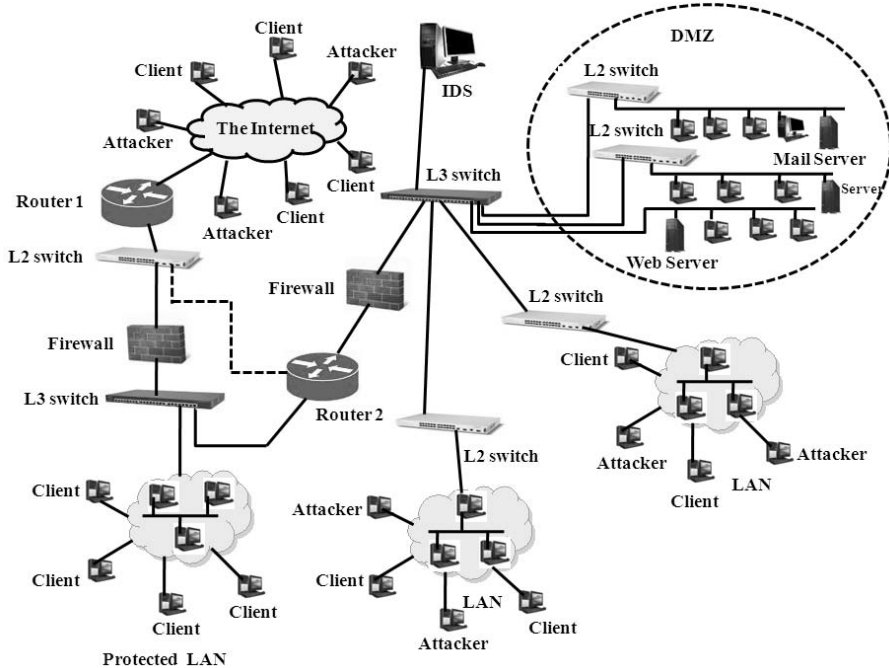 Client
Client
Attacker
Attacker
The Internet
Client
Client
Attacker
Router 1
L2 switch
Firewall
L3 switch
IDS
L3 switch
DMZ
L2 switch
L2 switch
Mail Server
Server
Web Server
Firewall
Router 2
L2 switch
Client
Attacker
Client
LAN
Attacker
L2 switch
Attacker
Client
LAN
Attacker
Client
Client
Client
Client
Client
Protected LAN